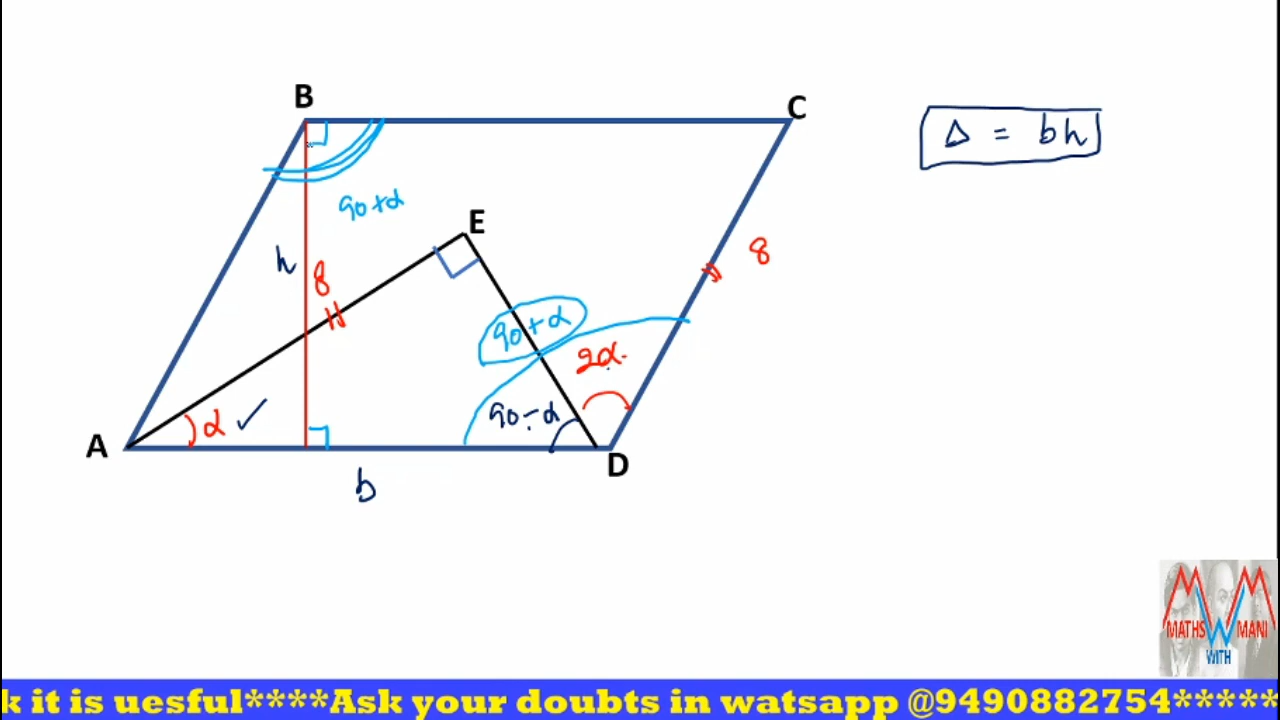 B
C
Δ = bh
90+α
E
h
8
8
90+α
2α
90-α
α
A
D
b
MATHS WITH MANI
k it is uesful****Ask your doubts in watsapp @9490882754*****